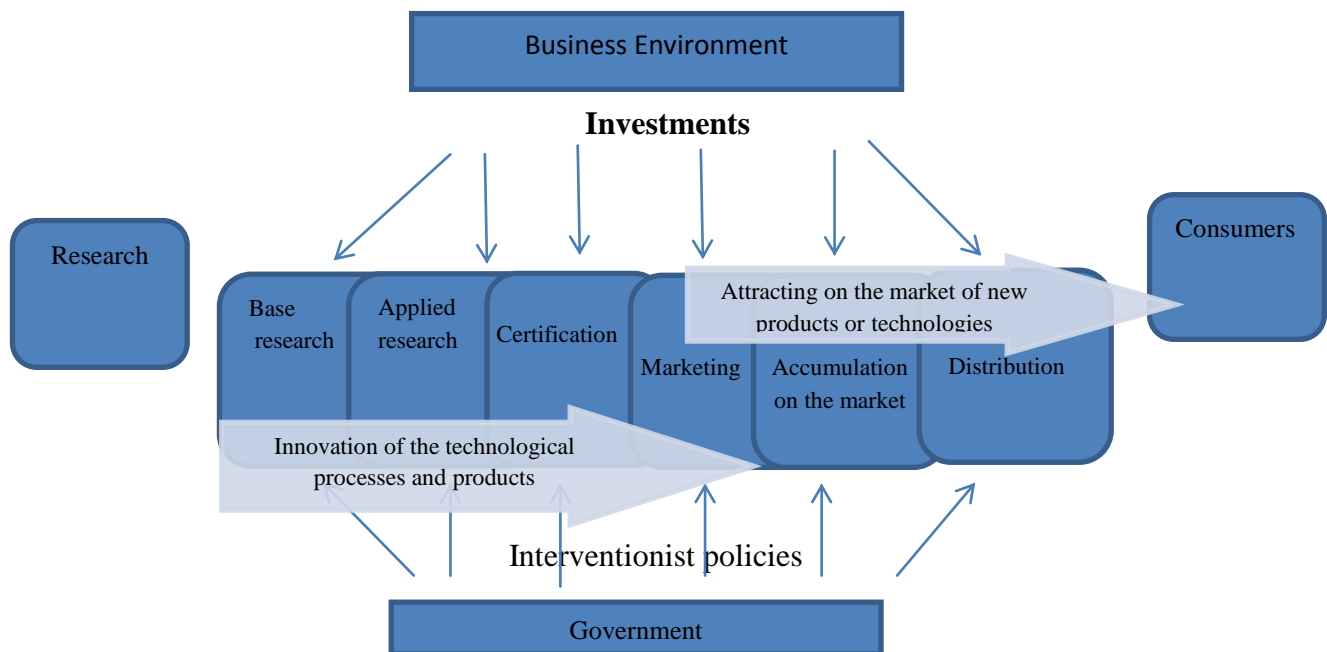 Business Environment
Investments
Research
Consumers
Base
research
Applied
research
Certification
Marketing
Accumulation
on the market
Distribution
Attracting on the market of new
products or technologies
Innovation of the technological
processes and products
Interventionist policies
Government